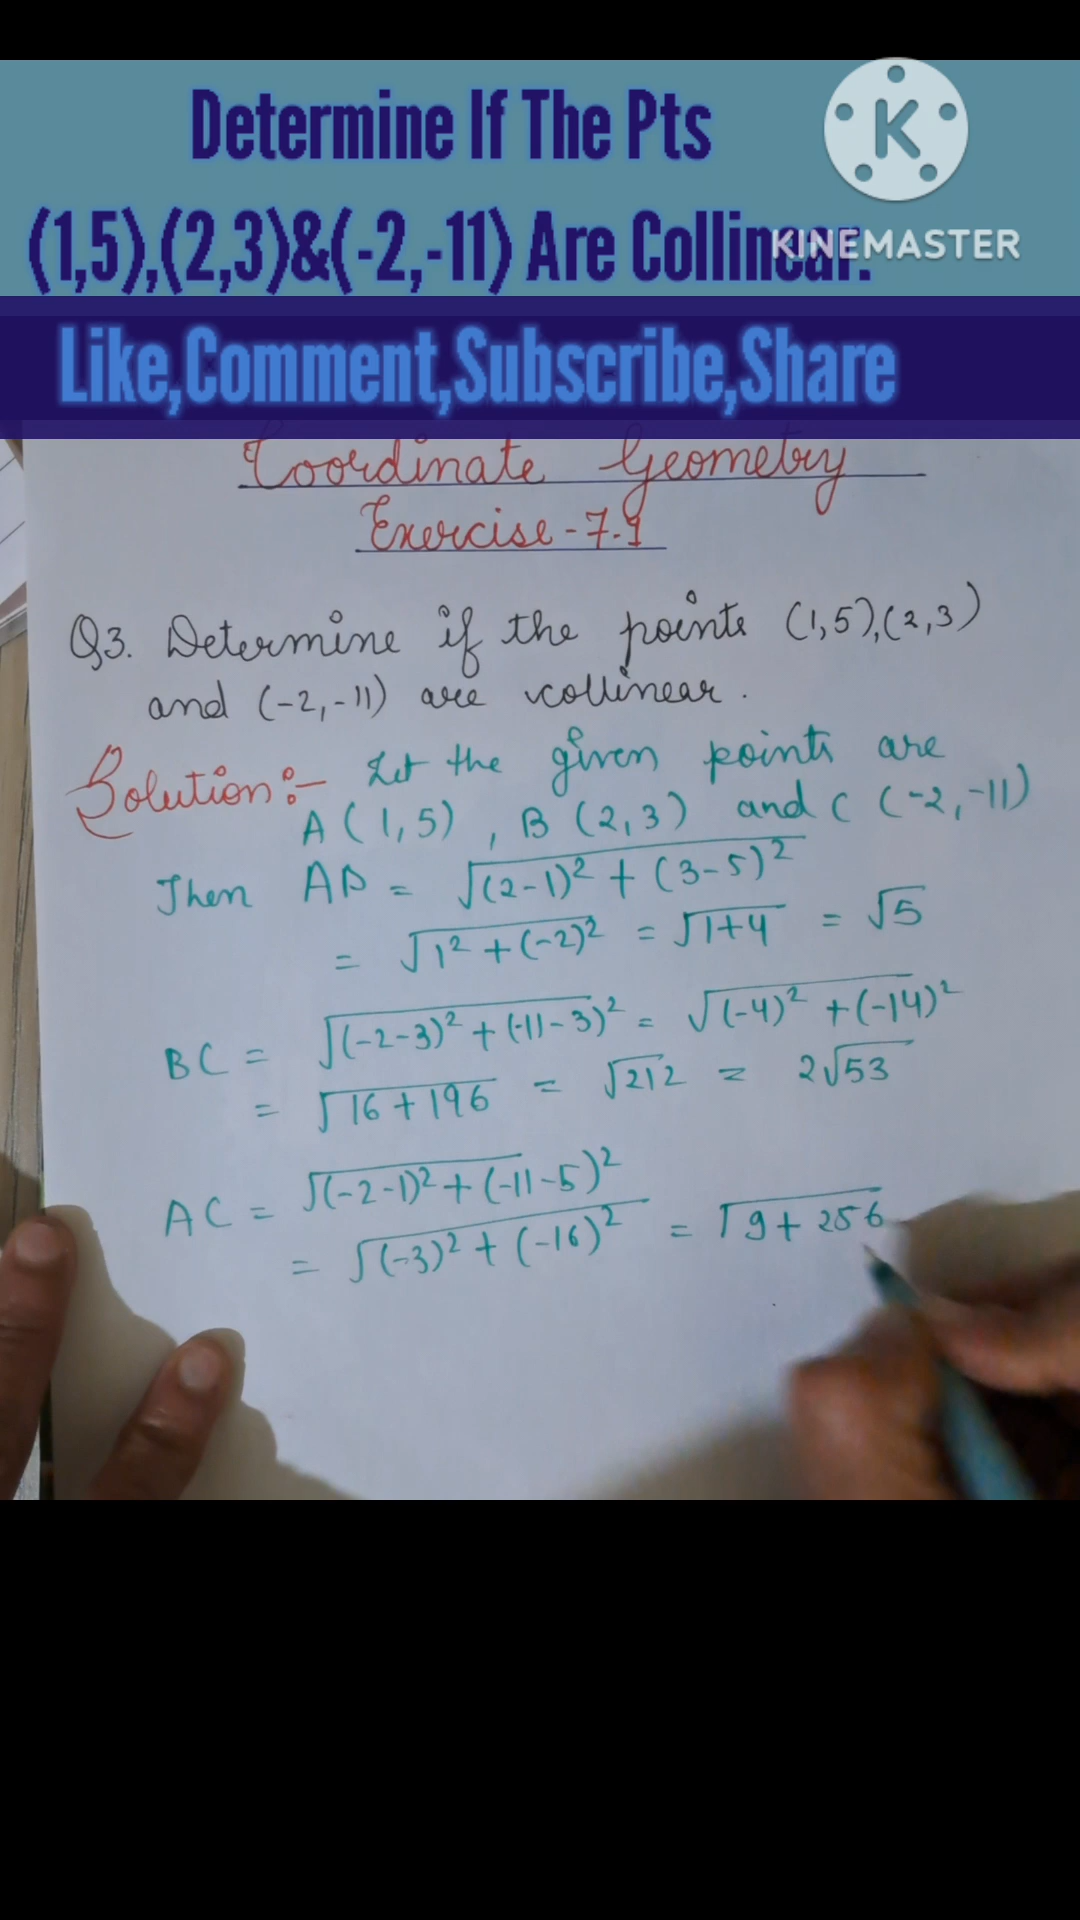 Determine If The Pts
(1,5),(2,3)&(-2,-11) Are Collinear.
K
KINEMASTER
Like,Comment,Subscribe,Share
Coordinate Geometry
Exercise-7.1
Q3. Determine if the points (1,5),(2,3)
and (-2,-11) are collinear.
Solution:- Let the given points are
A(1,5), B(2,3) and C (-2,-11)
Then AB = √(2-1)² + (3-5)²
= √1² + (-2)² = √1+4 = √5
BC = √(-2-3)² + (-11-3)² = √(-4)² + (-14)²
= √16+196 = √212 = 2√53
AC = √(-2-1)² + (-11-5)²
= √(-3)² + (-16)² = √9+256